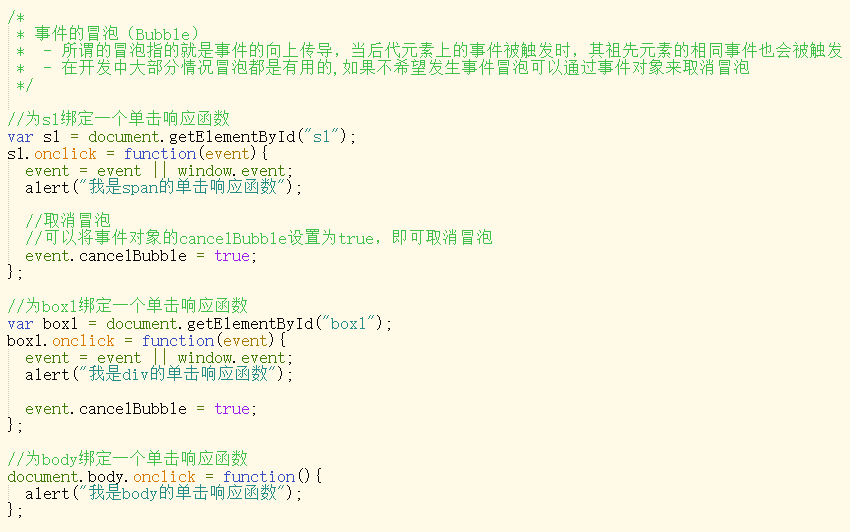 /*
 * 事件的冒泡（Bubble）
 *  - 所谓的冒泡指的就是事件的向上传导，当后代元素上的事件被触发时，其祖先元素的相同事件也会被触发
 *  - 在开发中大部分情况冒泡都是有用的,如果不希望发生事件冒泡可以通过事件对象来取消冒泡
 */
//为s1绑定一个单击响应函数
var s1 = document.getElementById("s1");
s1.onclick = function(event){
  event = event || window.event;
  alert("我是span的单击响应函数");
  //取消冒泡
  //可以将事件对象的cancelBubble设置为true，即可取消冒泡
  event.cancelBubble = true;
};
//为box1绑定一个单击响应函数
var box1 = document.getElementById("box1");
box1.onclick = function(event){
  event = event || window.event;
  alert("我是div的单击响应函数");
  event.cancelBubble = true;
};
//为body绑定一个单击响应函数
document.body.onclick = function(){
  alert("我是body的单击响应函数");
};